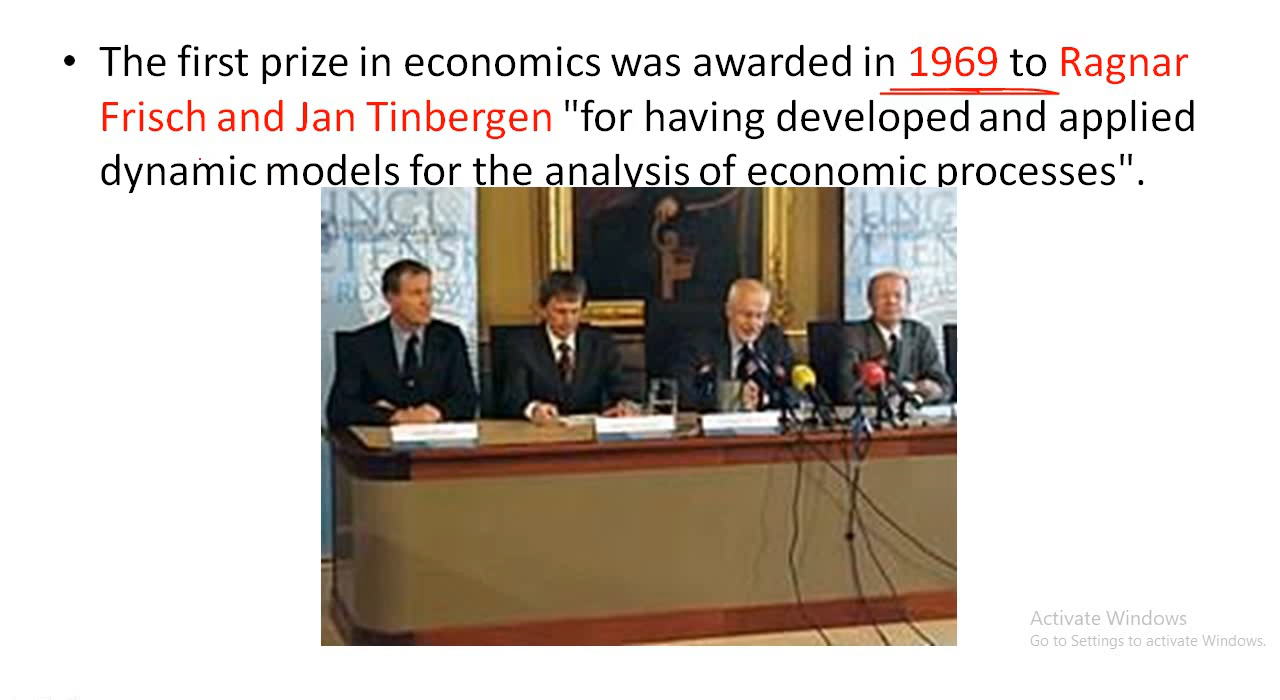 • The first prize in economics was awarded in 1969 to Ragnar
Frisch and Jan Tinbergen "for having developed and applied
dynamic models for the analysis of economic processes".
Activate Windows
Go to Settings to activate Windows.